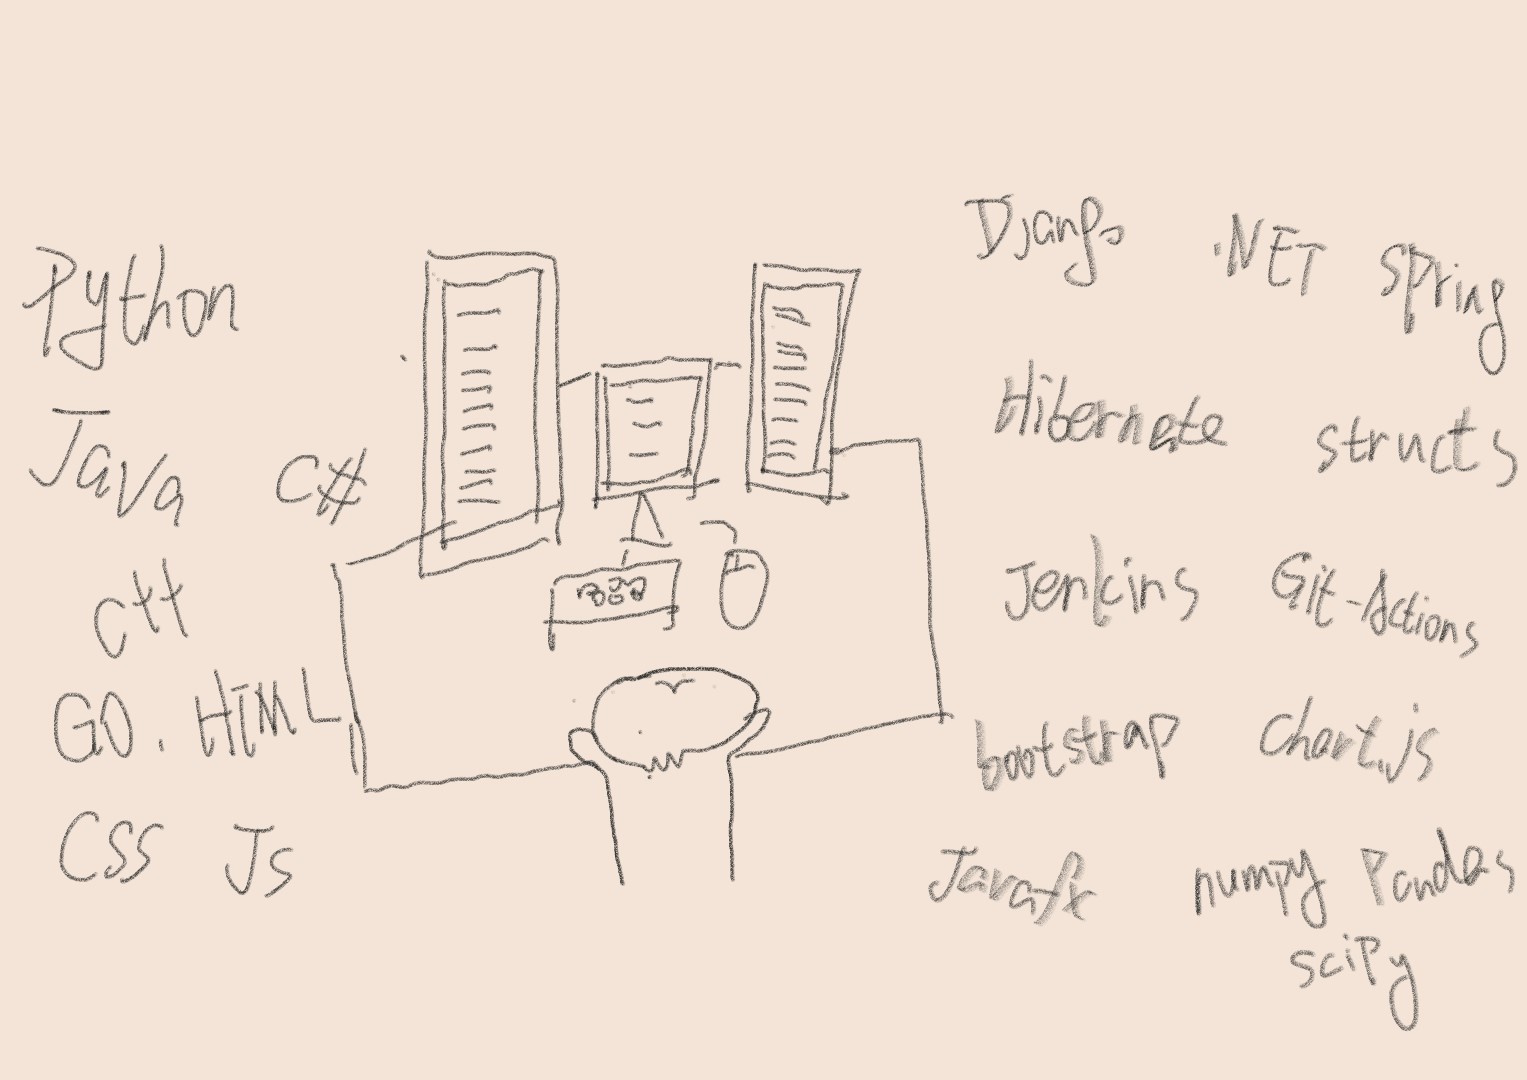 Python
Java C#
C++
GO. HTML
CSS Js
Django .NET spring
Hibernate structs
Jenkins Git-Actions
bootstrap Chart.js
Javafx numpy Pandas
sciPy